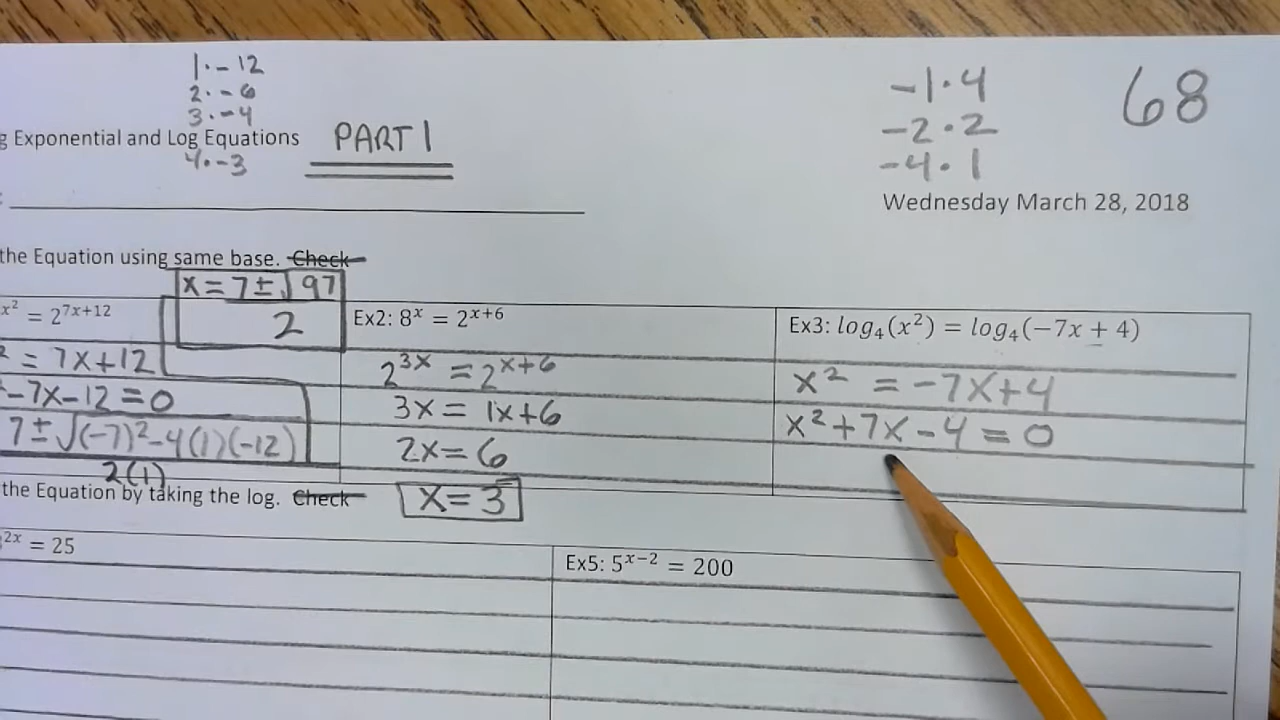 1·-12
2·-6
3·-4
g Exponential and Log Equations PART 1
4·-3
-1·4
-2·2
-4·1
68
Wednesday March 28, 2018
the Equation using same base. Check
x² = 2^{7x+12}
² = 7x+12
-7x-12=0
7±√(-7)²-4(1)(-12)
2(1)
x=7±√97
2
Ex2: 8^x = 2^{x+6}
2^{3x} = 2^{x+6}
3x = 1x+6
2x=6
x=3
Ex3: log₄(x²) = log₄(−7x + 4)
x² = -7x+4
x²+7x-4=0
the Equation by taking the log. Check
^{2x} = 25
Ex5: 5^{x−2} = 200